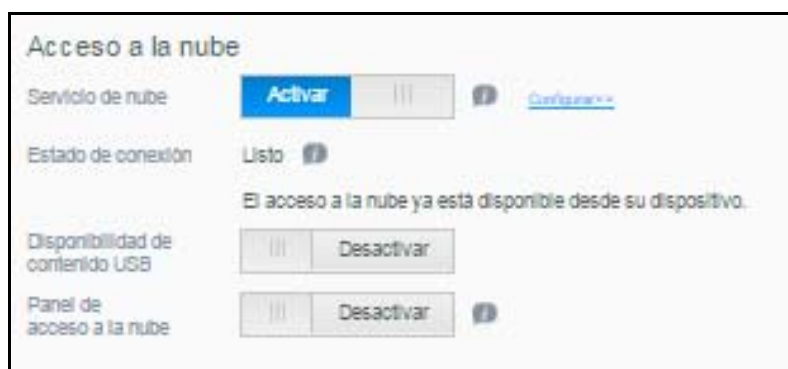 Acceso a la nube
Servicio de nube Activar Configurar>>
Estado de conexión Listo
El acceso a la nube ya está disponible desde su dispositivo.
Disponibilidad de
contenido USB Desactivar
Panel de
acceso a la nube Desactivar